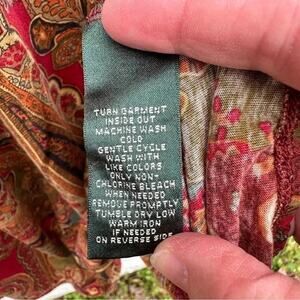 TURN GARMENT
INSIDE OUT
MACHINE WASH
COLD
GENTLE CYCLE
WASH WITH
LIKE COLORS
ONLY NON-
CHLORINE BLEACH
WHEN NEEDED
REMOVE PROMPTLY
TUMBLE DRY LOW
WARM IRON
IF NEEDED
ON REVERSE SIDE